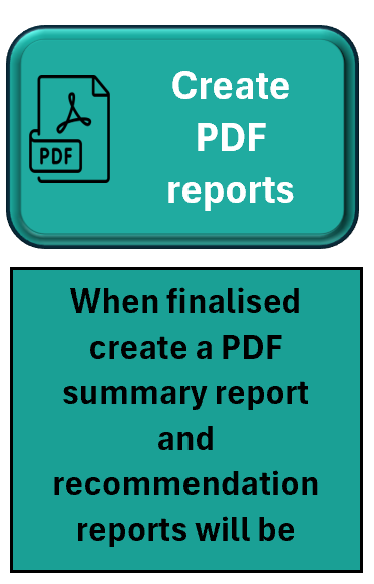 Create
PDF
PDF
reports
When finalised
create a PDF
summary report
and
recommendation
reports will be